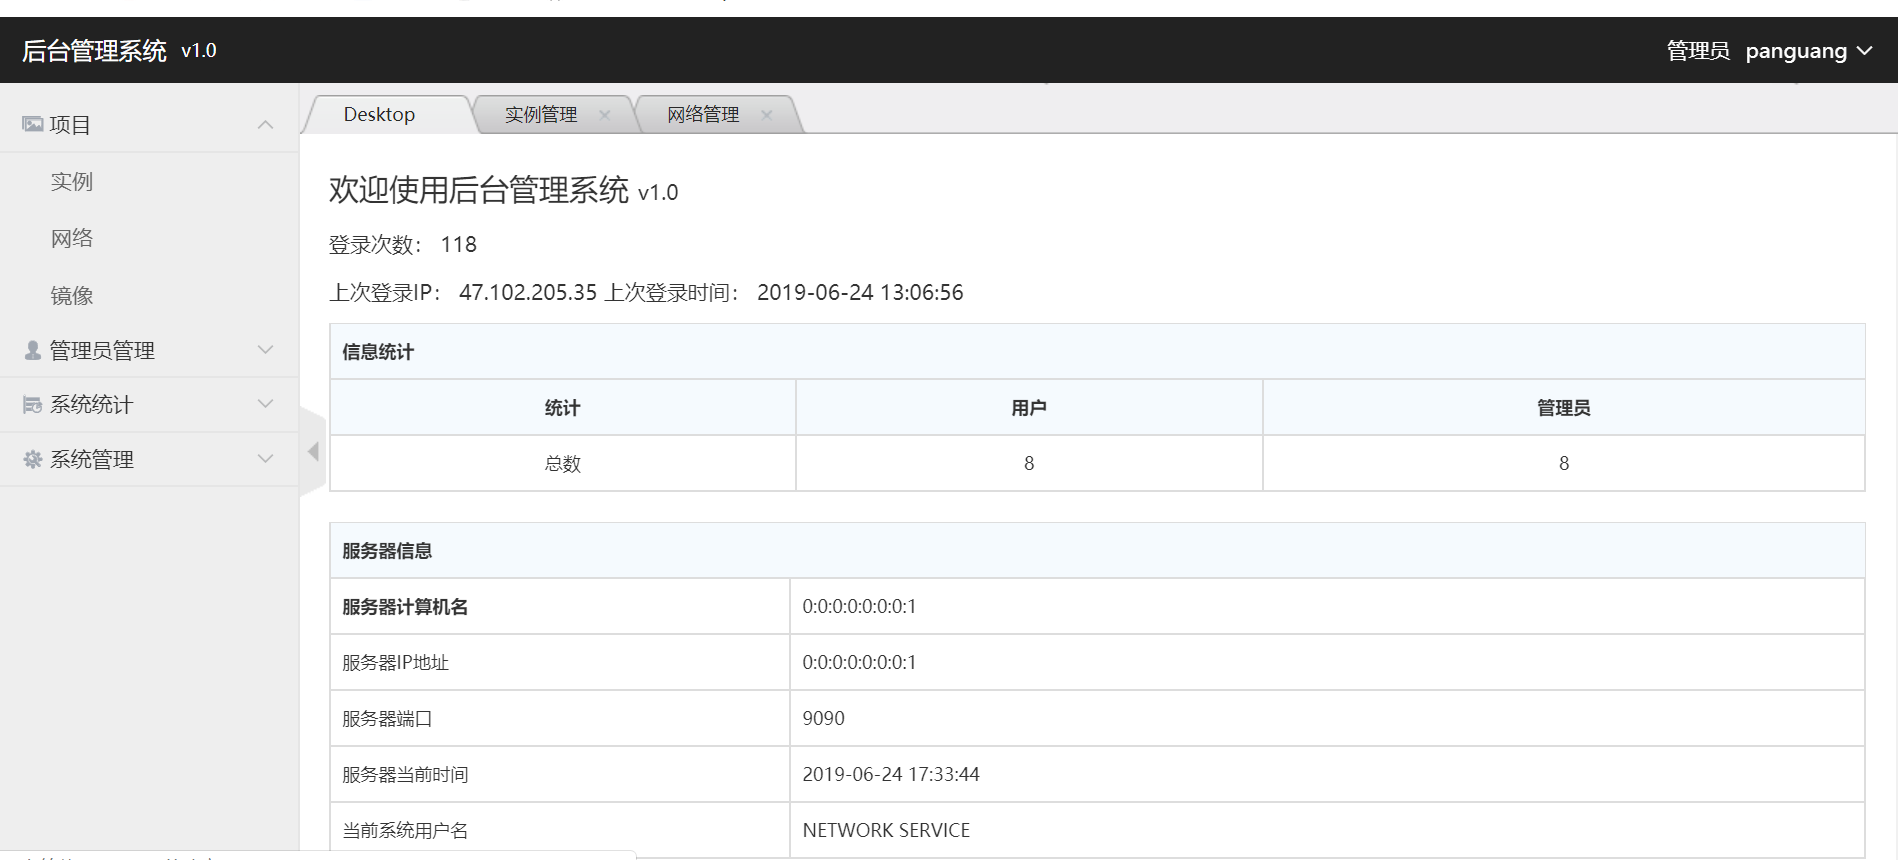 后台管理系统 v1.0
管理员 panguang
项目
实例
网络
镜像
管理员管理
系统统计
系统管理
Desktop 实例管理 网络管理
欢迎使用后台管理系统 v1.0
登录次数： 118
上次登录IP： 47.102.205.35 上次登录时间： 2019-06-24 13:06:56
信息统计
统计 用户 管理员
总数 8 8
服务器信息
服务器计算机名 0:0:0:0:0:0:0:1
服务器IP地址 0:0:0:0:0:0:0:1
服务器端口 9090
服务器当前时间 2019-06-24 17:33:44
当前系统用户名 NETWORK SERVICE